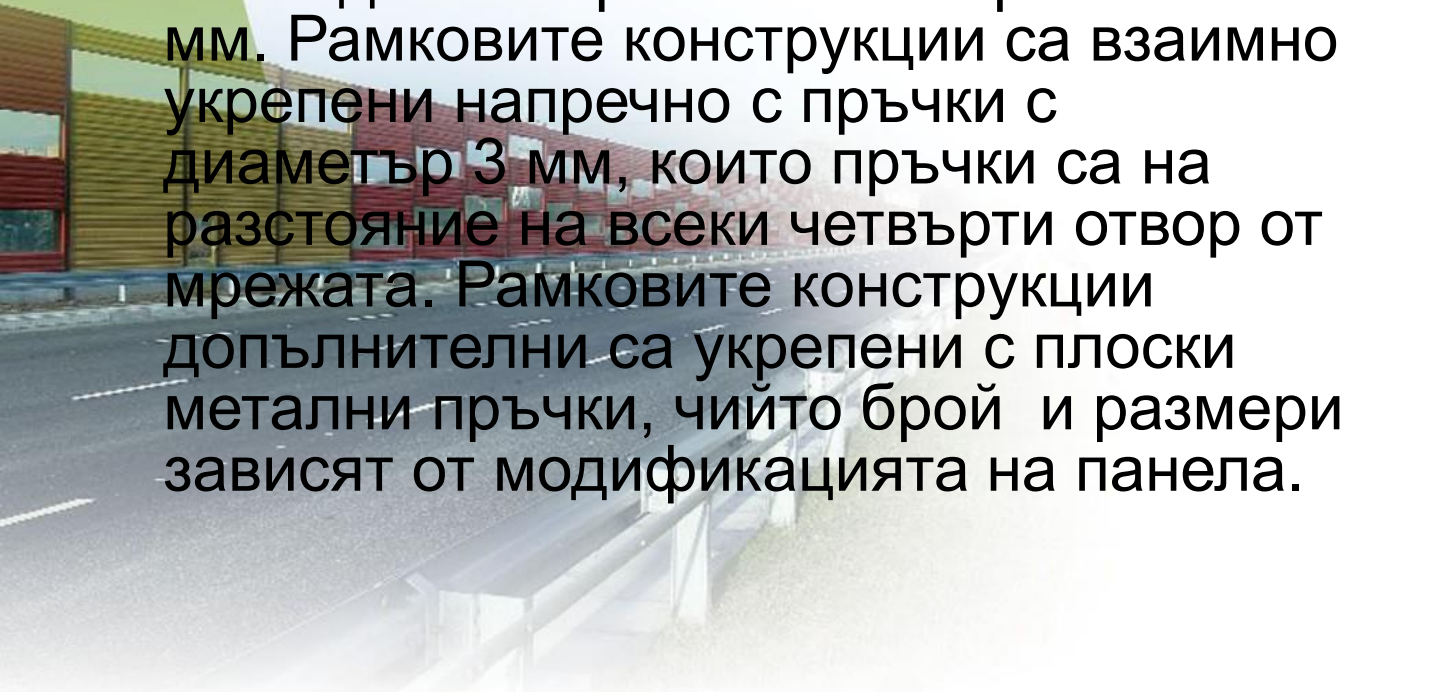 мм. Рамковите конструкции са взаимно
укрепени напречно с пръчки с
диаметър 3 мм, които пръчки са на
разстояние на всеки четвърти отвор от
мрежата. Рамковите конструкции
допълнителни са укрепени с плоски
метални пръчки, чийто брой  и размери
зависят от модификацията на панела.